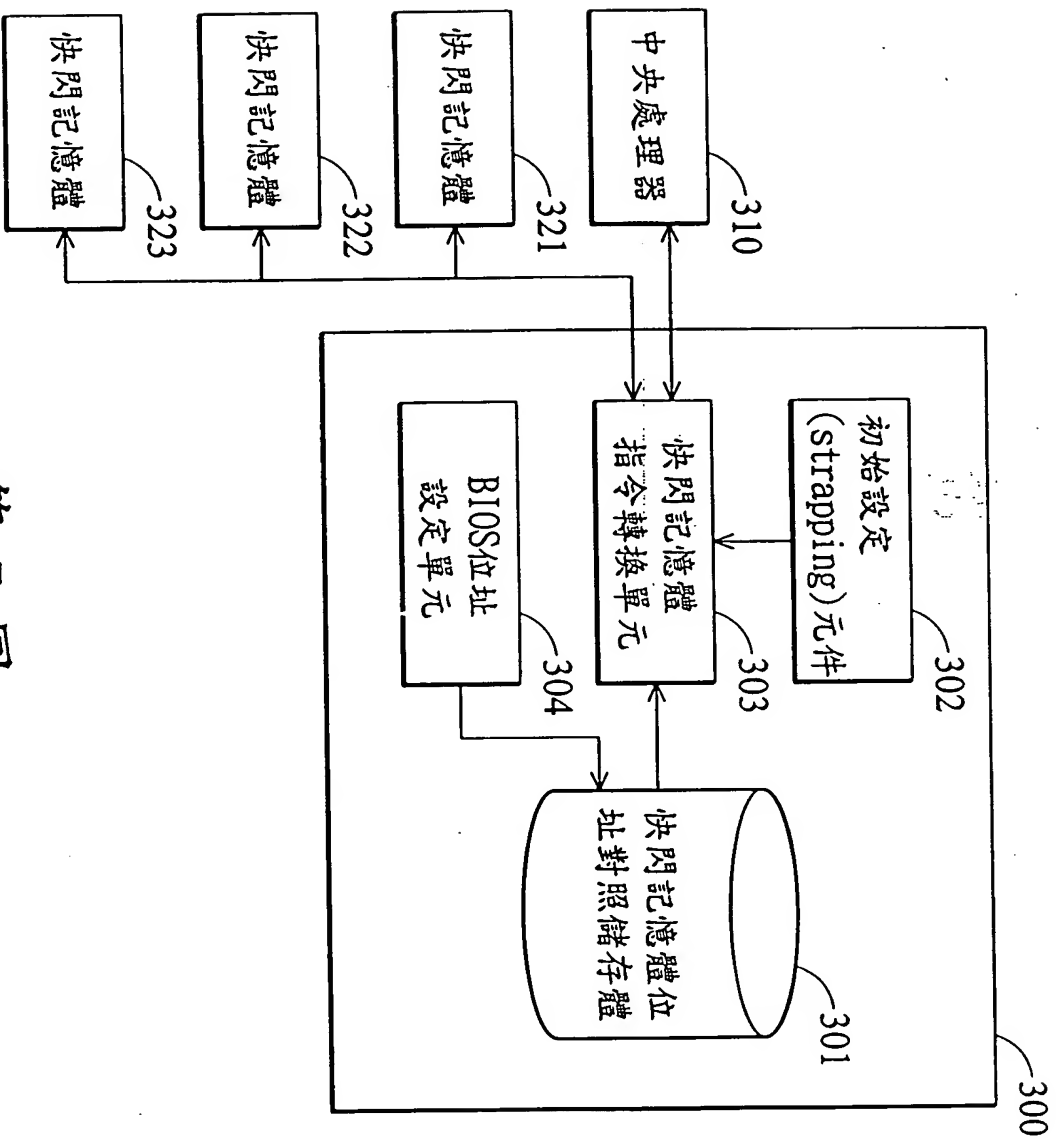 300
中央處理器
310
快閃記憶體
321
快閃記憶體
322
快閃記憶體
323
初始設定
(strapping)元件
302
快閃記憶體
指令轉換單元
303
BIOS位址
設定單元
304
快閃記憶體位
址對照儲存體
301